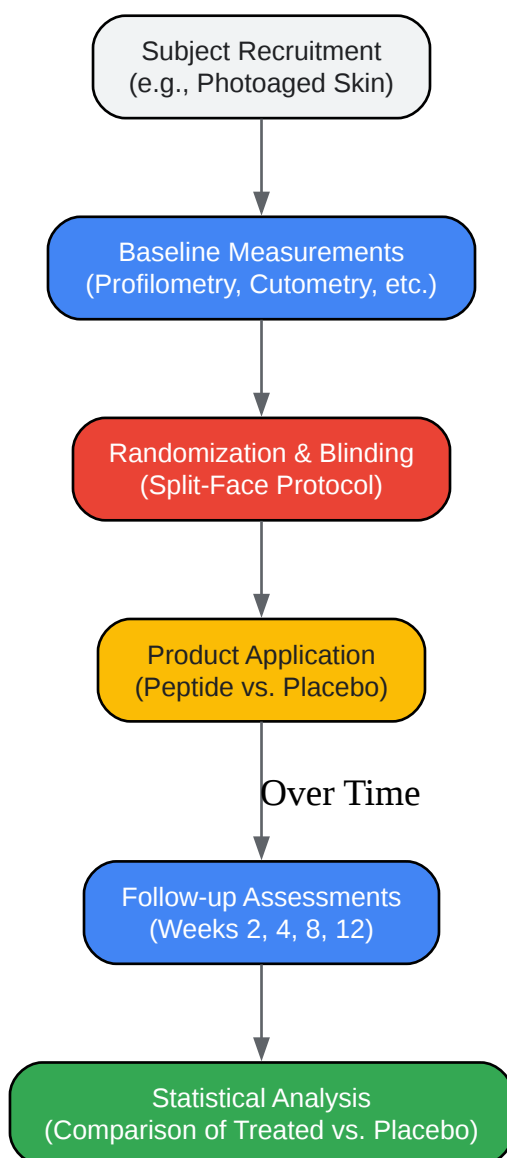 Subject Recruitment
(e.g., Photoaged Skin)
Baseline Measurements
(Profilometry, Cutometry, etc.)
Randomization & Blinding
(Split-Face Protocol)
Product Application
(Peptide vs. Placebo)
Over Time
Follow-up Assessments
(Weeks 2, 4, 8, 12)
Statistical Analysis
(Comparison of Treated vs. Placebo)